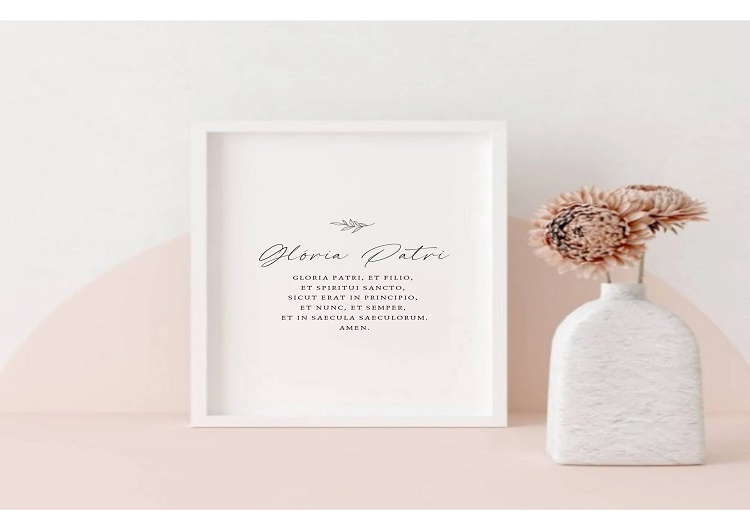 Glória Patri
GLORIA PATRI, ET FILIO,
ET SPIRITUI SANCTO,
SICUT ERAT IN PRINCIPIO,
ET NUNC, ET SEMPER,
ET IN SAECULA SAECULORUM.
AMEN.